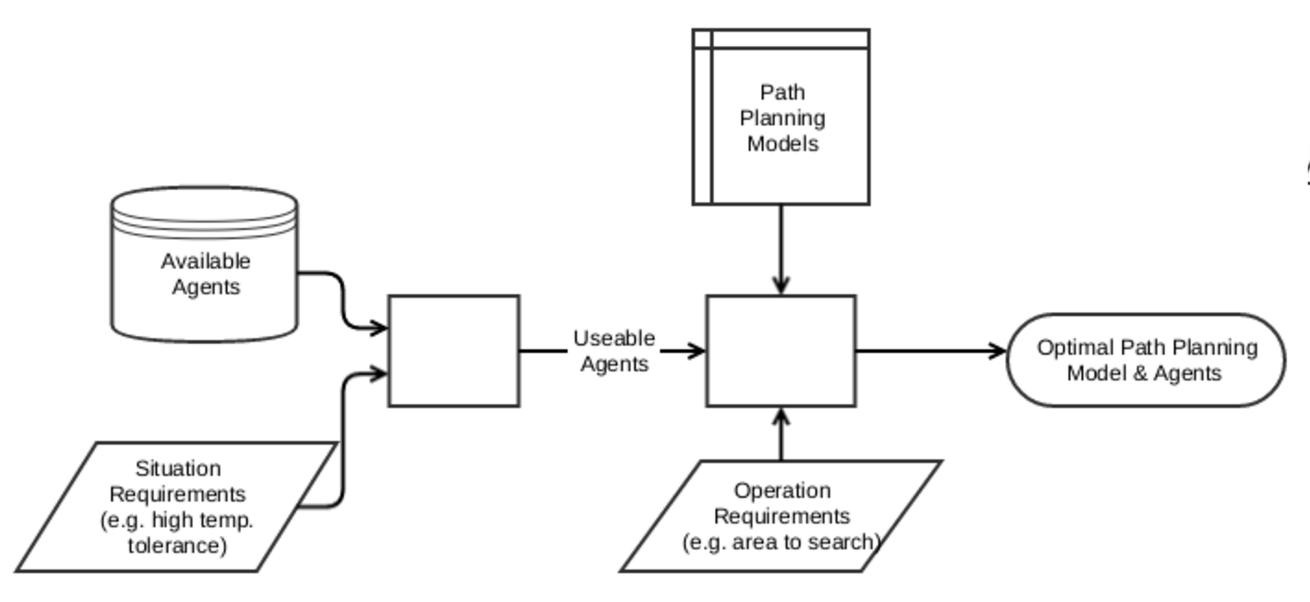 Path
Planning
Models
Available
Agents
Useable
Agents
Optimal Path Planning
Model & Agents
Situation
Requirements
(e.g. high temp.
tolerance)
Operation
Requirements
(e.g. area to search)